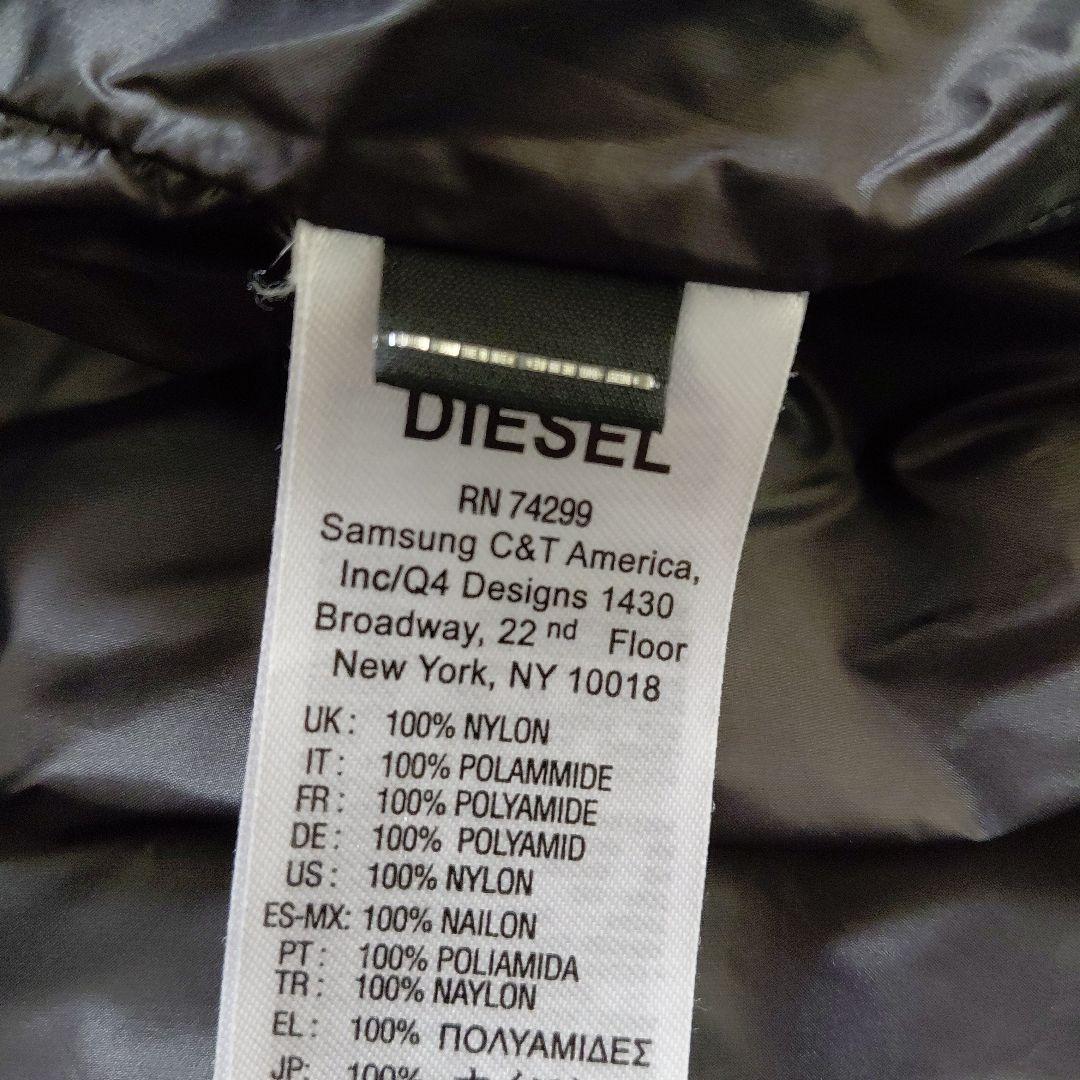 DIESEL
RN 74299
Samsung C&T America,
Inc/Q4 Designs 1430
Broadway, 22 nd Floor
New York, NY 10018
UK: 100% NYLON
IT: 100% POLAMMIDE
FR: 100% POLYAMIDE
DE: 100% POLYAMID
US: 100% NYLON
ES-MX: 100% NAILON
PT: 100% POLIAMIDA
TR: 100% NAYLON
EL: 100% ΠΟΛΥΑΜΙΔΕΣ
JP: 100%